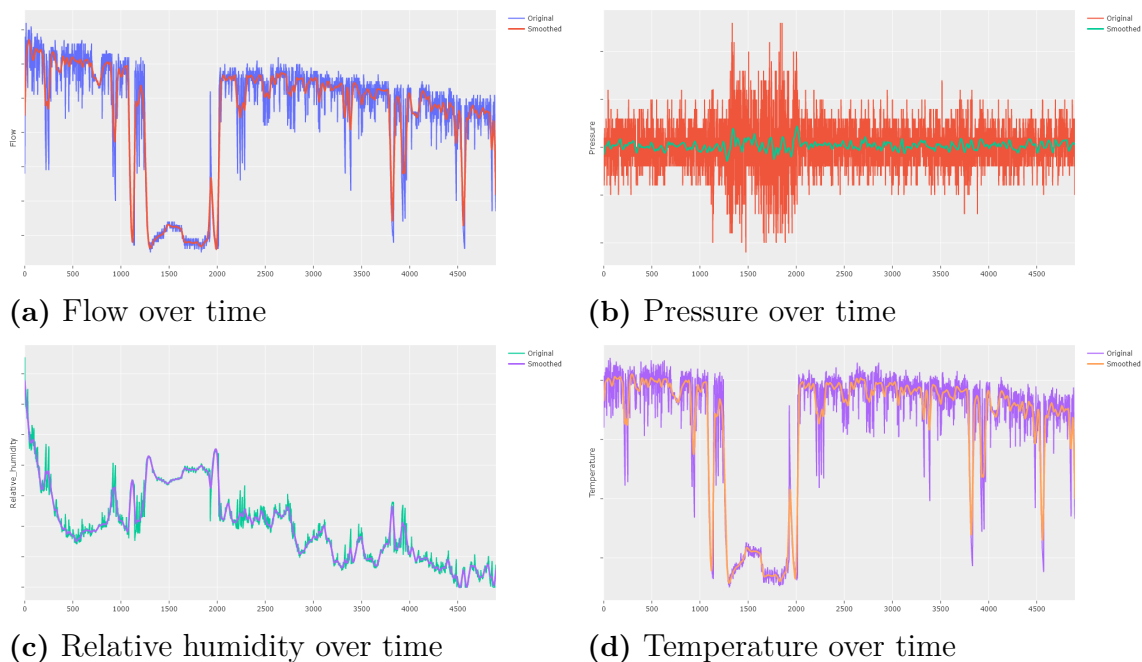 Original
Smoothed
Flow
0 500 1000 1500 2000 2500 3000 3500 4000 4500
(a) Flow over time
Original
Smoothed
Pressure
0 500 1000 1500 2000 2500 3000 3500 4000 4500
(b) Pressure over time
Original
Smoothed
Relative_humidity
0 500 1000 1500 2000 2500 3000 3500 4000 4500
(c) Relative humidity over time
Original
Smoothed
Temperature
0 500 1000 1500 2000 2500 3000 3500 4000 4500
(d) Temperature over time